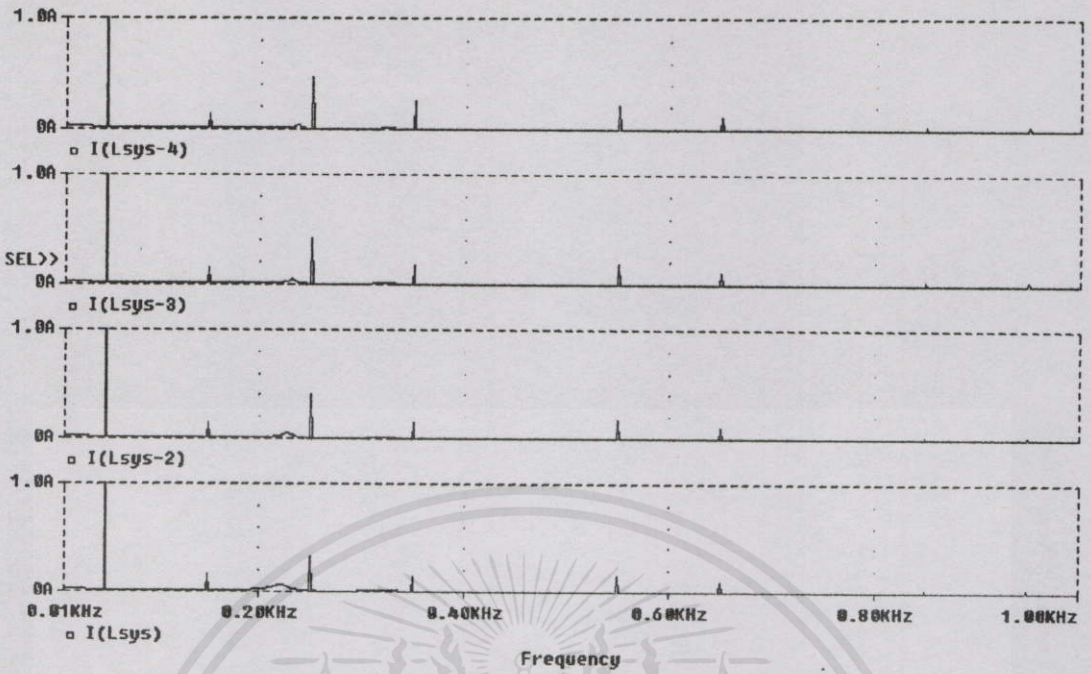 1.0A
0A
▫ I(Lsys-4)
1.0A
SEL>>
0A
▫ I(Lsys-3)
1.0A
0A
▫ I(Lsys-2)
1.0A
0A
0.01KHz 0.20KHz 0.40KHz 0.60KHz 0.80KHz 1.00KHz
▫ I(Lsys)
Frequency